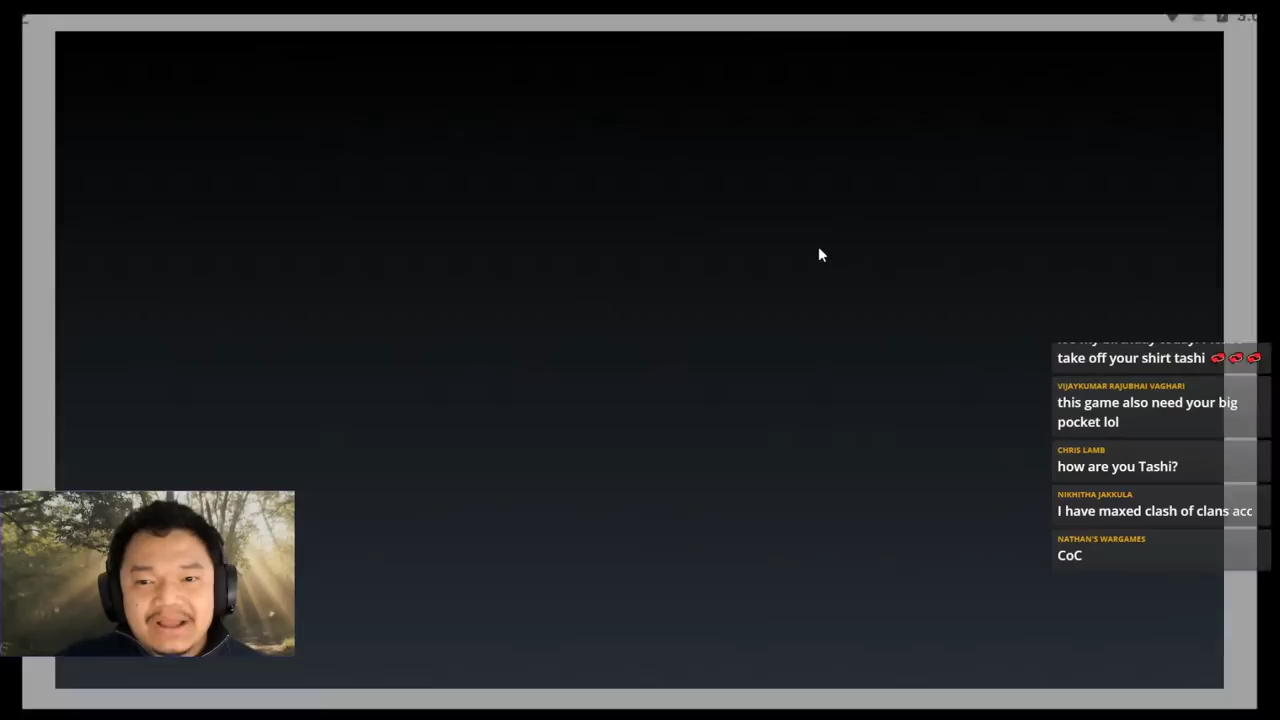 take off your shirt tashi
VIJAYKUMAR RAJUBHAI VAGHARI
this game also need your big
pocket lol
CHRIS LAMB
how are you Tashi?
NIKHITHA JAKKULA
I have maxed clash of clans acc
NATHAN'S WARGAMES
CoC